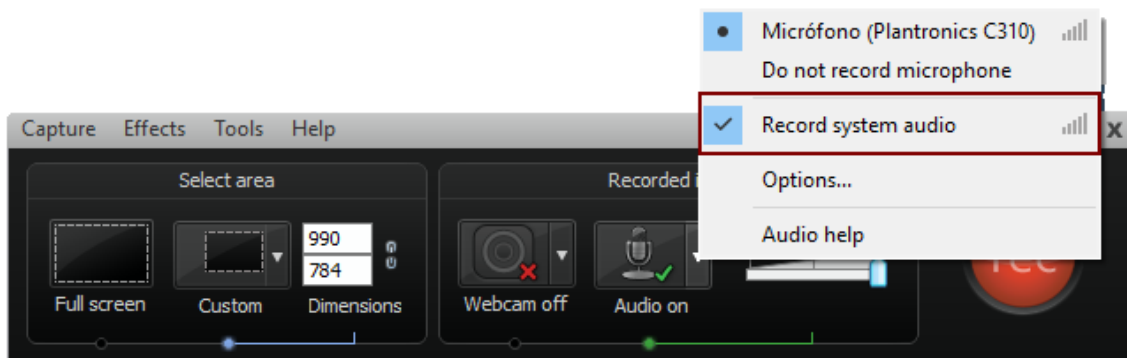 Micrófono (Plantronics C310)
Do not record microphone
Record system audio
Options...
Audio help
Capture Effects Tools Help
X
Select area
Recorded i
990
784
Full screen
Custom
Dimensions
Webcam off
Audio on
rec